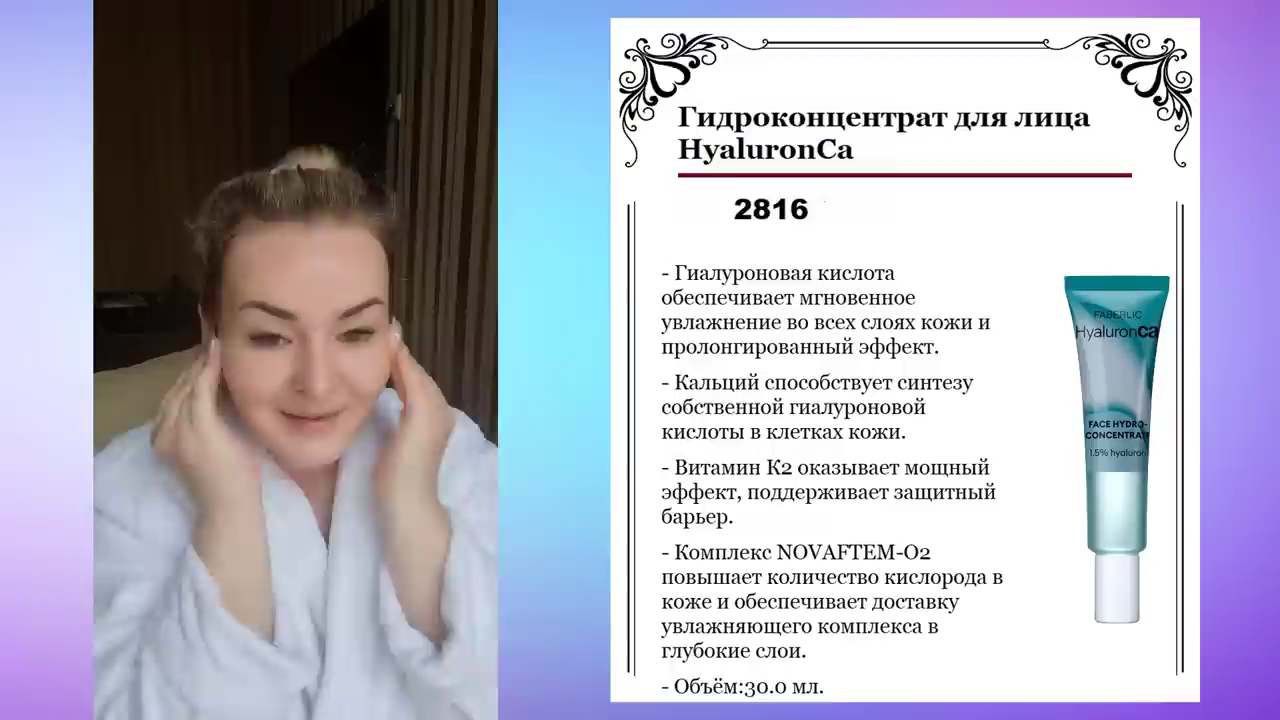 Гидроконцентрат для лица
HyaluronCa
2816
- Гиалуроновая кислота
обеспечивает мгновенное
увлажнение во всех слоях кожи и
пролонгированный эффект.
- Кальций способствует синтезу
собственной гиалуроновой
кислоты в клетках кожи.
- Витамин К2 оказывает мощный
эффект, поддерживает защитный
барьер.
- Комплекс NOVAFTEM-O2
повышает количество кислорода в
коже и обеспечивает доставку
увлажняющего комплекса в
глубокие слои.
- Объём:30.0 мл.
FABERLIC
HyaluronCa
FACE HYDRO-
CONCENTRAT
1.5% hyaluron